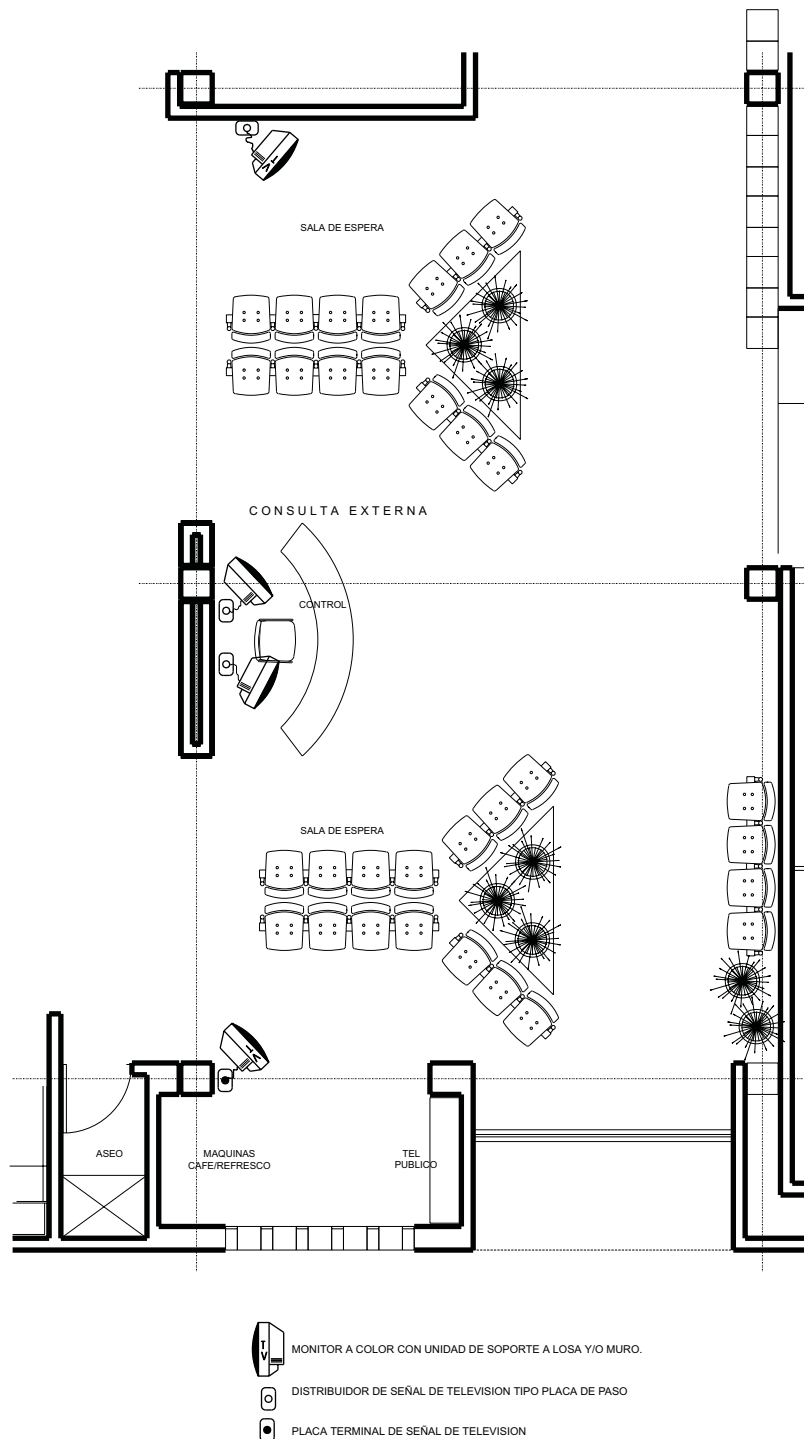 SALA DE ESPERA
CONSULTA EXTERNA
CONTROL
SALA DE ESPERA
ASEO
MAQUINAS
CAFE/REFRESCO
TEL
PUBLICO
TV
MONITOR A COLOR CON UNIDAD DE SOPORTE A LOSA Y/O MURO.
DISTRIBUIDOR DE SEÑAL DE TELEVISION TIPO PLACA DE PASO
PLACA TERMINAL DE SEÑAL DE TELEVISION